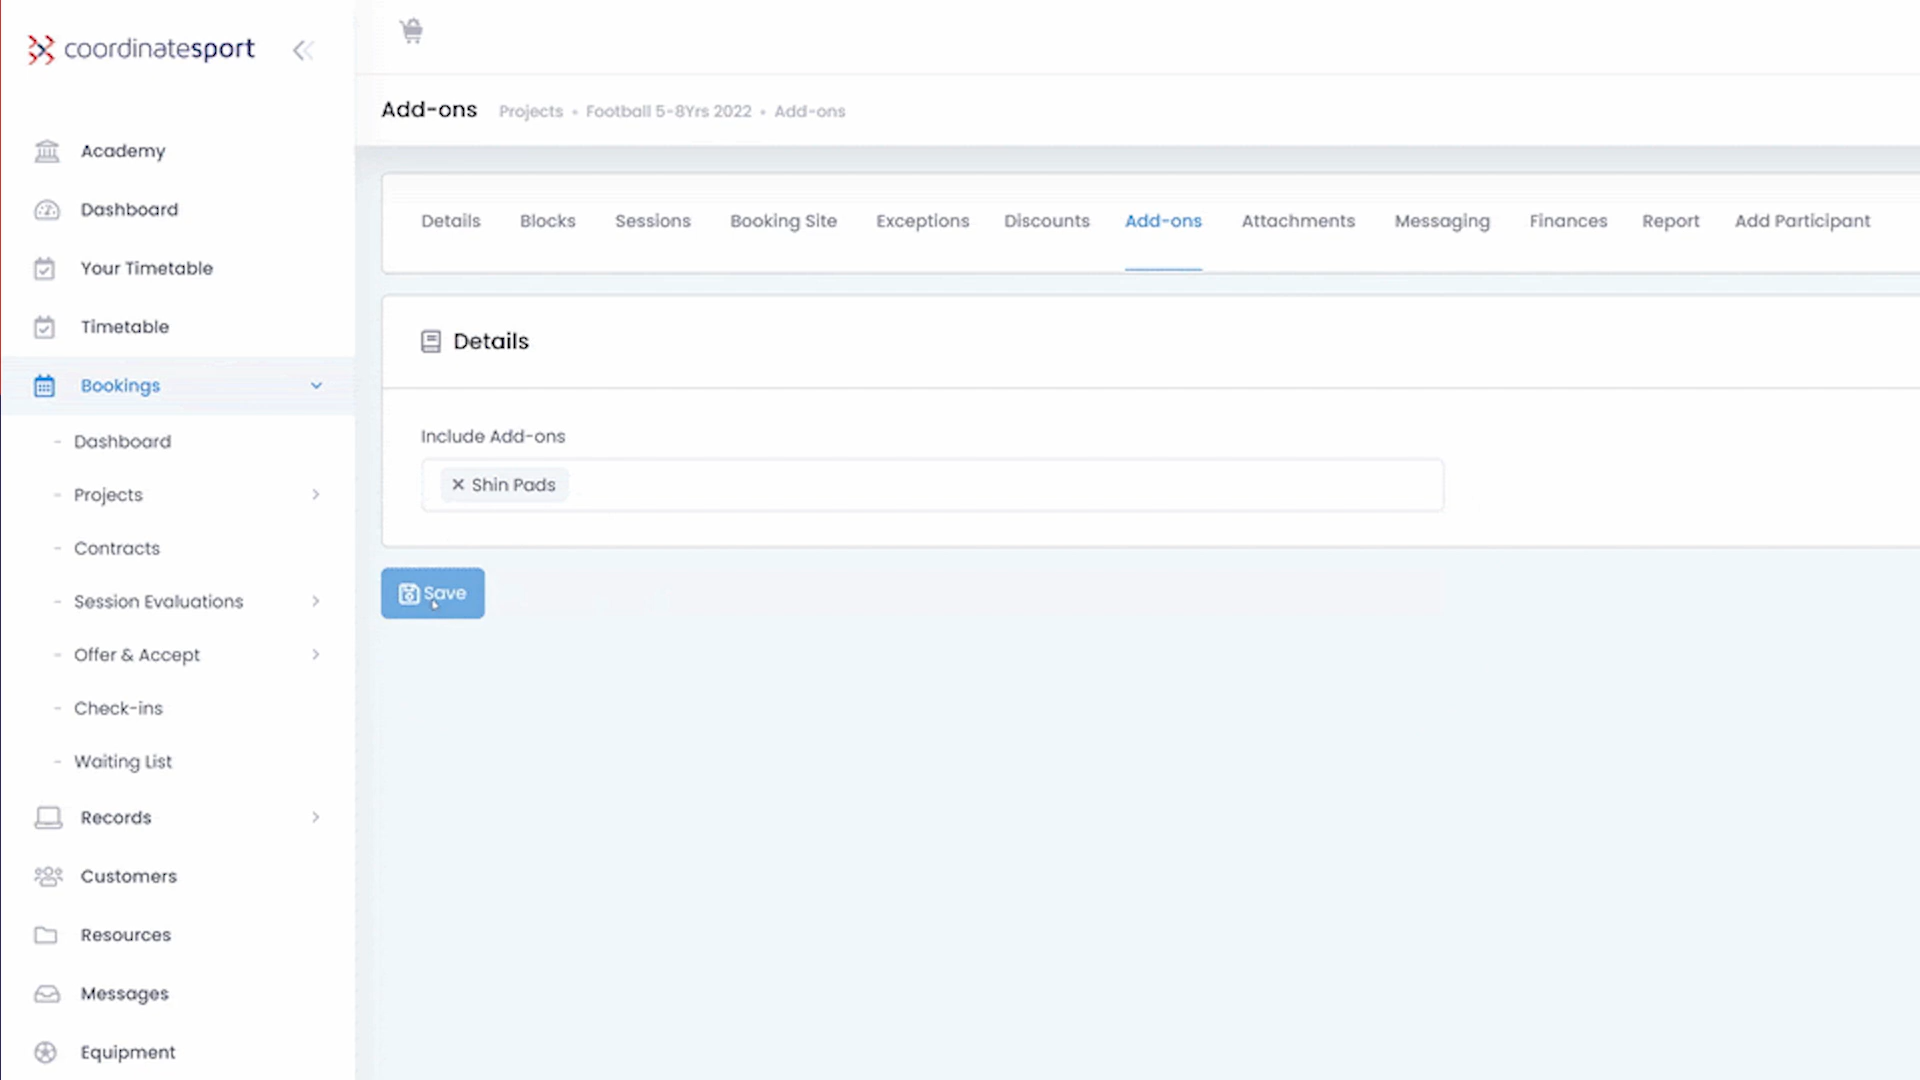 coordinatesport
Academy
Dashboard
Your Timetable
Timetable
Bookings
- Dashboard
- Projects
- Contracts
- Session Evaluations
- Offer & Accept
- Check-ins
- Waiting List
Records
Customers
Resources
Messages
Equipment
Add-ons Projects • Football 5-8Yrs 2022 • Add-ons
Details Blocks Sessions Booking Site Exceptions Discounts Add-ons Attachments Messaging Finances Report Add Participant
Details
Include Add-ons
× Shin Pads
Save